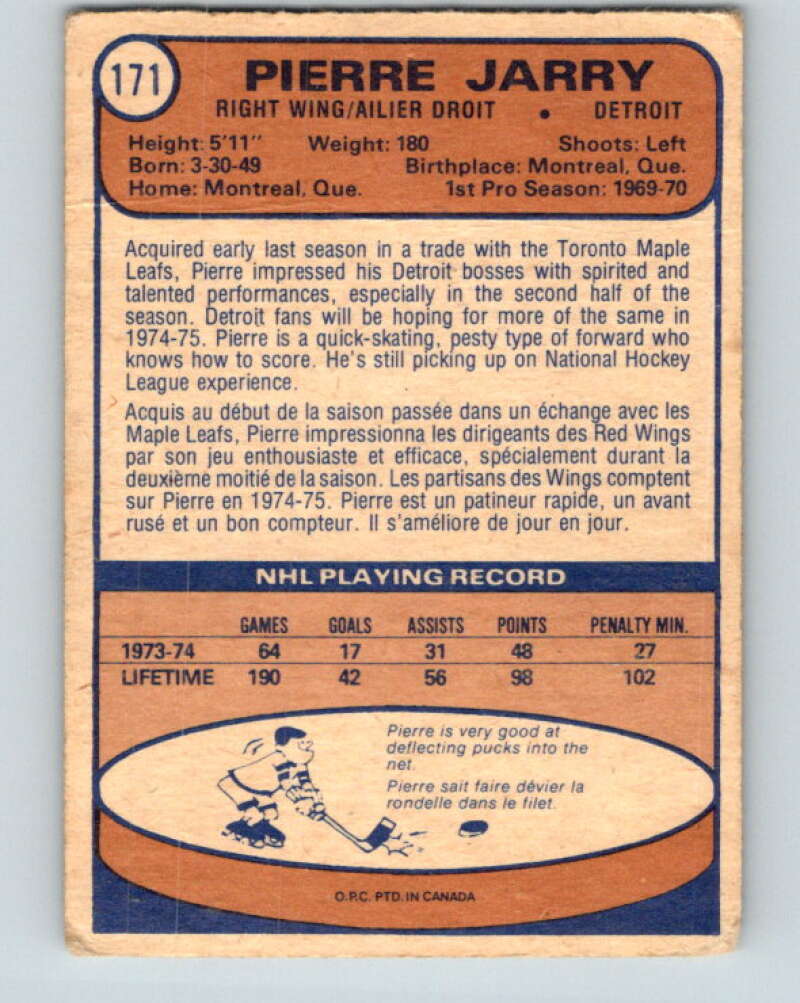 171
PIERRE JARRY
RIGHT WING/AILIER DROIT • DETROIT
Height: 5'11" Weight: 180 Shoots: Left
Born: 3-30-49 Birthplace: Montreal, Que.
Home: Montreal, Que. 1st Pro Season: 1969-70
Acquired early last season in a trade with the Toronto Maple
Leafs, Pierre impressed his Detroit bosses with spirited and
talented performances, especially in the second half of the
season. Detroit fans will be hoping for more of the same in
1974-75. Pierre is a quick-skating, pesty type of forward who
knows how to score. He's still picking up on National Hockey
League experience.
Acquis au début de la saison passée dans un échange avec les
Maple Leafs, Pierre impressionna les dirigeants des Red Wings
par son jeu enthousiaste et efficace, spécialement durant la
deuxième moitié de la saison. Les partisans des Wings comptent
sur Pierre en 1974-75. Pierre est un patineur rapide, un avant
rusé et un bon compteur. Il s'améliore de jour en jour.
NHL PLAYING RECORD
GAMES GOALS ASSISTS POINTS PENALTY MIN.
1973-74 64 17 31 48 27
LIFETIME 190 42 56 98 102
Pierre is very good at
deflecting pucks into the
net.
Pierre sait faire dévier la
rondelle dans le filet.
O.P.C. PTD. IN CANADA